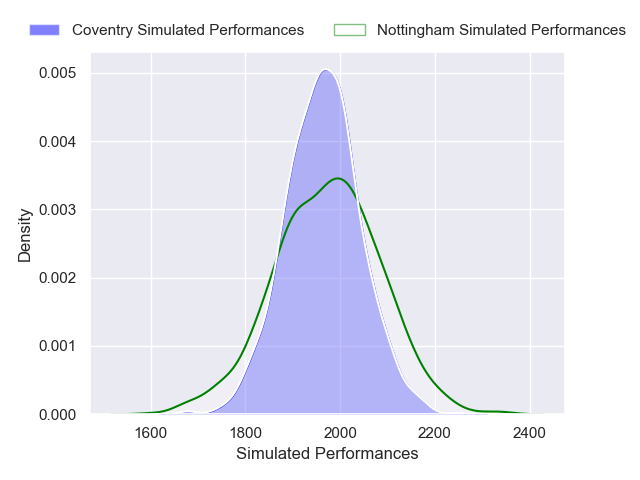 Coventry Simulated Performances
Nottingham Simulated Performances
0.005
0.004
0.003
0.002
0.001
0.000
Density
1600
1800
2000
2200
2400
Simulated Performances